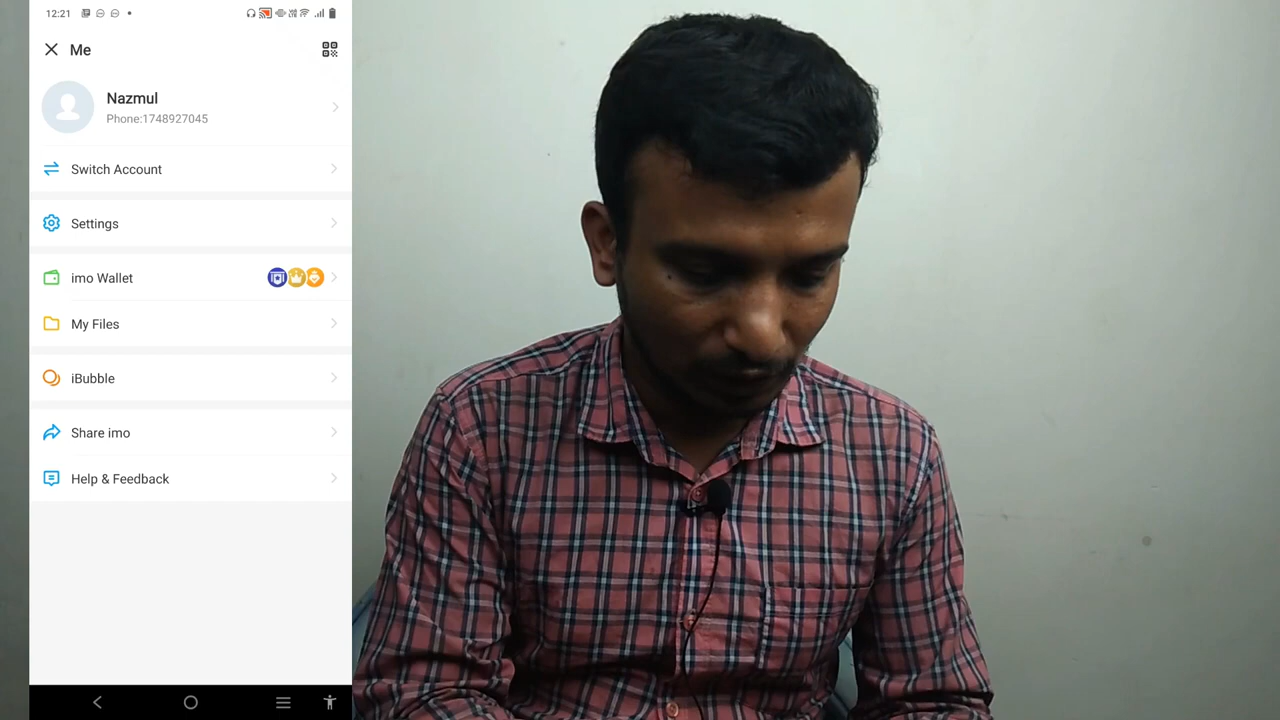 12:21
Me
Nazmul
Phone:1748927045
Switch Account
Settings
imo Wallet
My Files
iBubble
Share imo
Help & Feedback